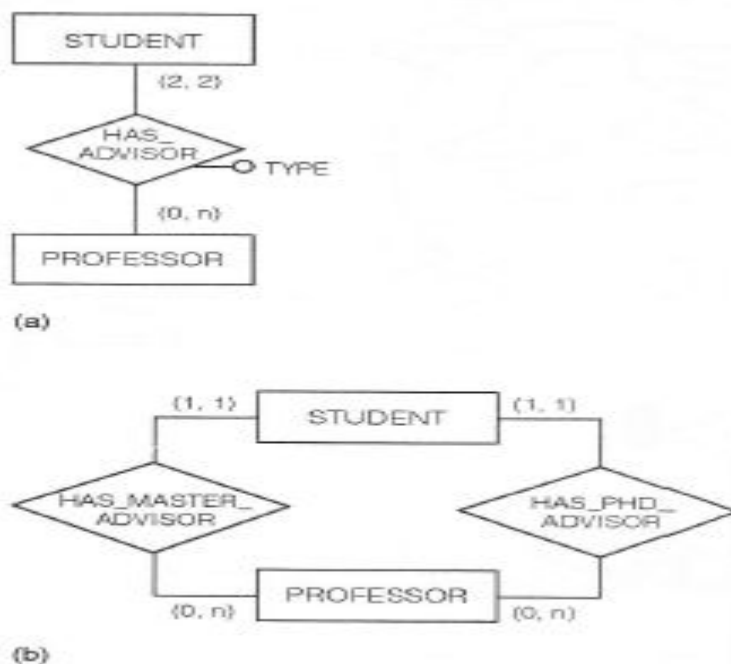 STUDENT
(2, 2)
HAS_
ADVISOR
TYPE
(0, n)
PROFESSOR
(a)
(1, 1)
STUDENT
(1, 1)
HAS_MASTER_
ADVISOR
HAS_PHD_
ADVISOR
(0, n)
PROFESSOR
(0, n)
(b)